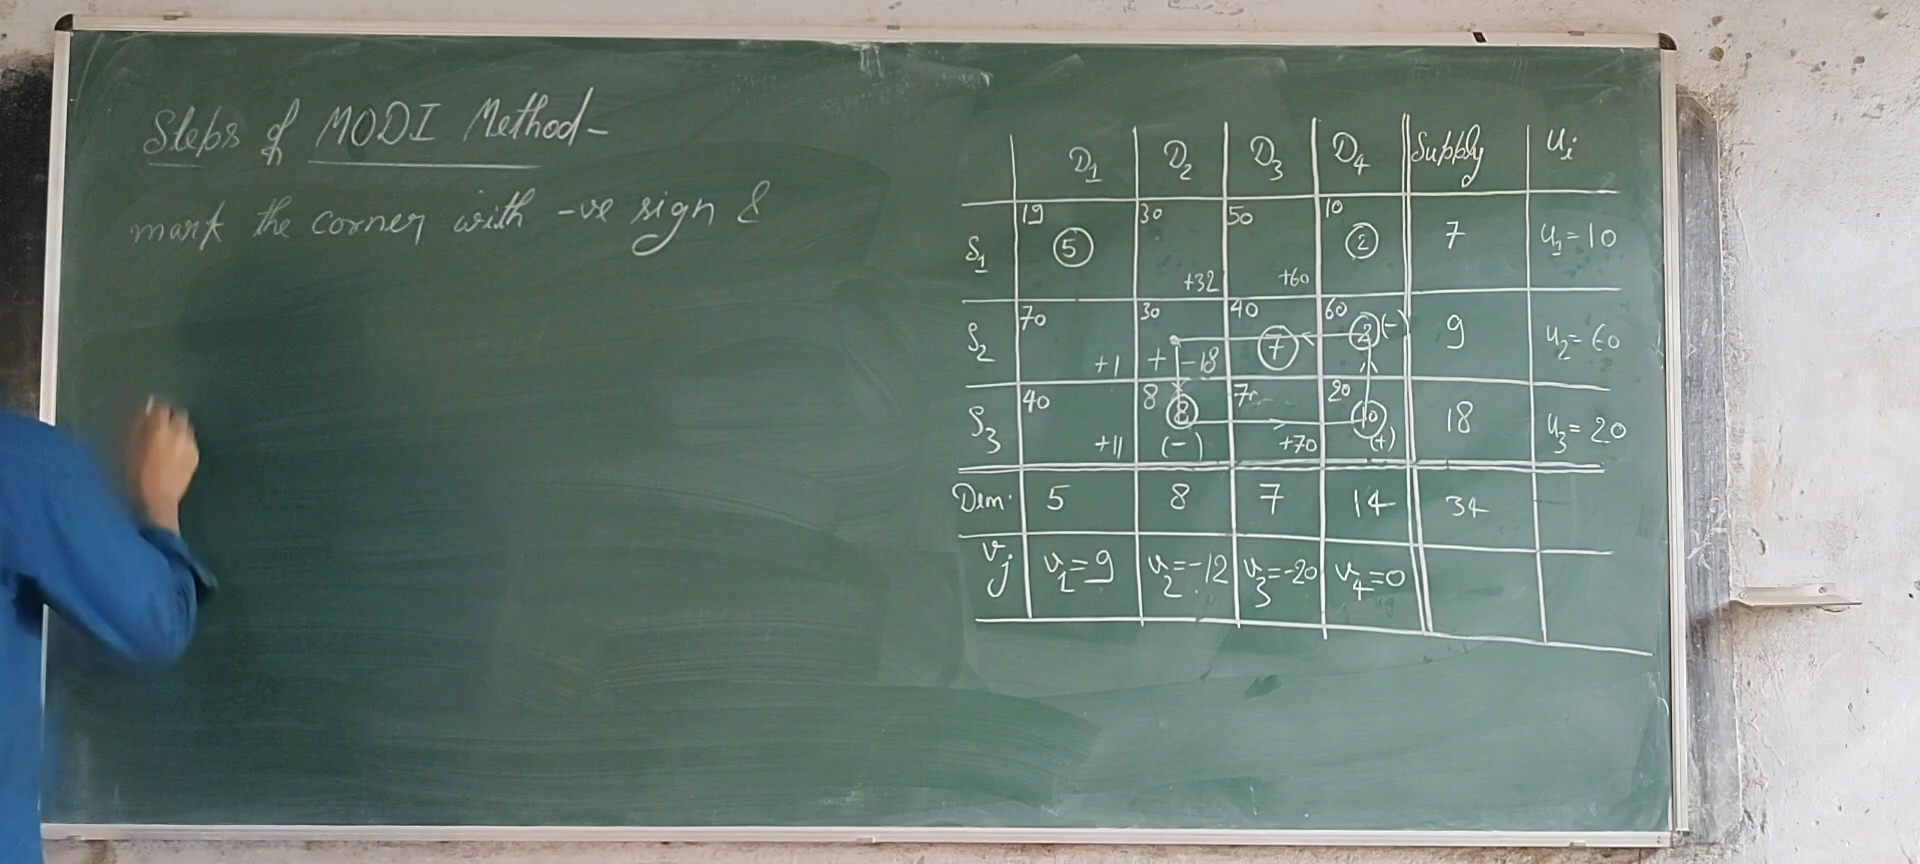 Steps of MODI Method-
mark the corner with -ve sign &
D1 D2 D3 D4 Supply ui
S1 19 5 30 +32 50 +60 10 2 7 u1=10
S2 70 +1 30 + -18 40 7 60 2 (-) 9 u2=60
S3 40 +11 8 8 (-) 70 +70 20 10 (+) 18 u3=20
Dem. 5 8 7 14 34
vj v1=9 v2=-12 v3=-20 v4=0